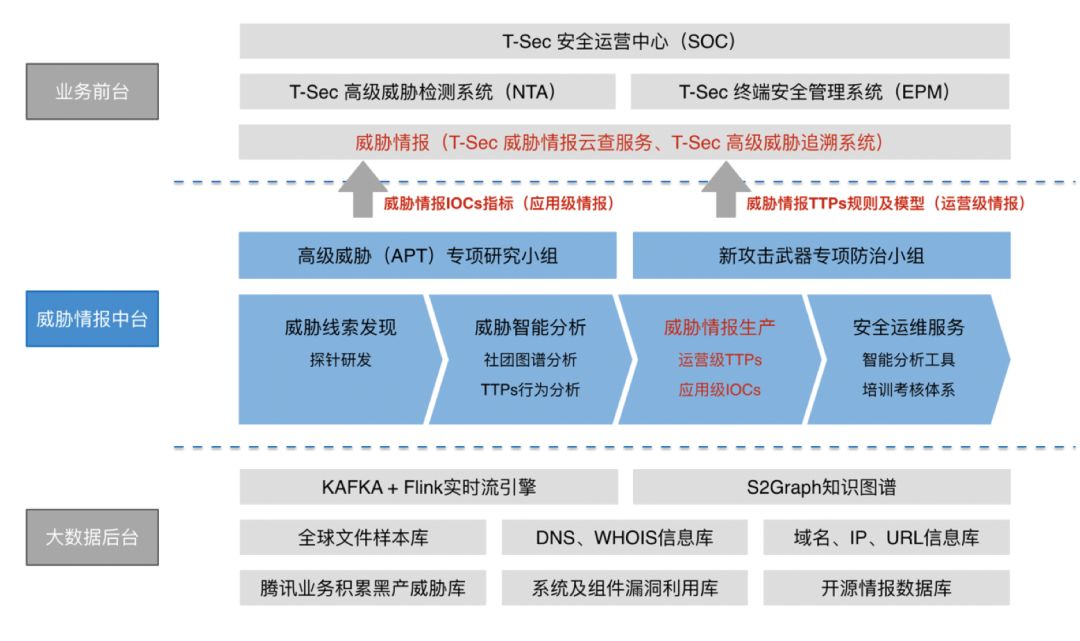 T-Sec 安全运营中心（SOC）
业务前台
T-Sec 高级威胁检测系统（NTA）
T-Sec 终端安全管理系统（EPM）
威胁情报（T-Sec 威胁情报云查服务、T-Sec 高级威胁追溯系统）
威胁情报IOCs指标（应用级情报）
威胁情报TTPs规则及模型（运营级情报）
高级威胁（APT）专项研究小组
新攻击武器专项防治小组
威胁情报中台
威胁线索发现
探针研发
威胁智能分析
社团图谱分析
TTPs行为分析
威胁情报生产
运营级TTPs
应用级IOCs
安全运维服务
智能分析工具
培训考核体系
KAFKA + Flink实时流引擎
S2Graph知识图谱
大数据后台
全球文件样本库
DNS、WHOIS信息库
域名、IP、URL信息库
腾讯业务积累黑产威胁库
系统及组件漏洞利用库
开源情报数据库